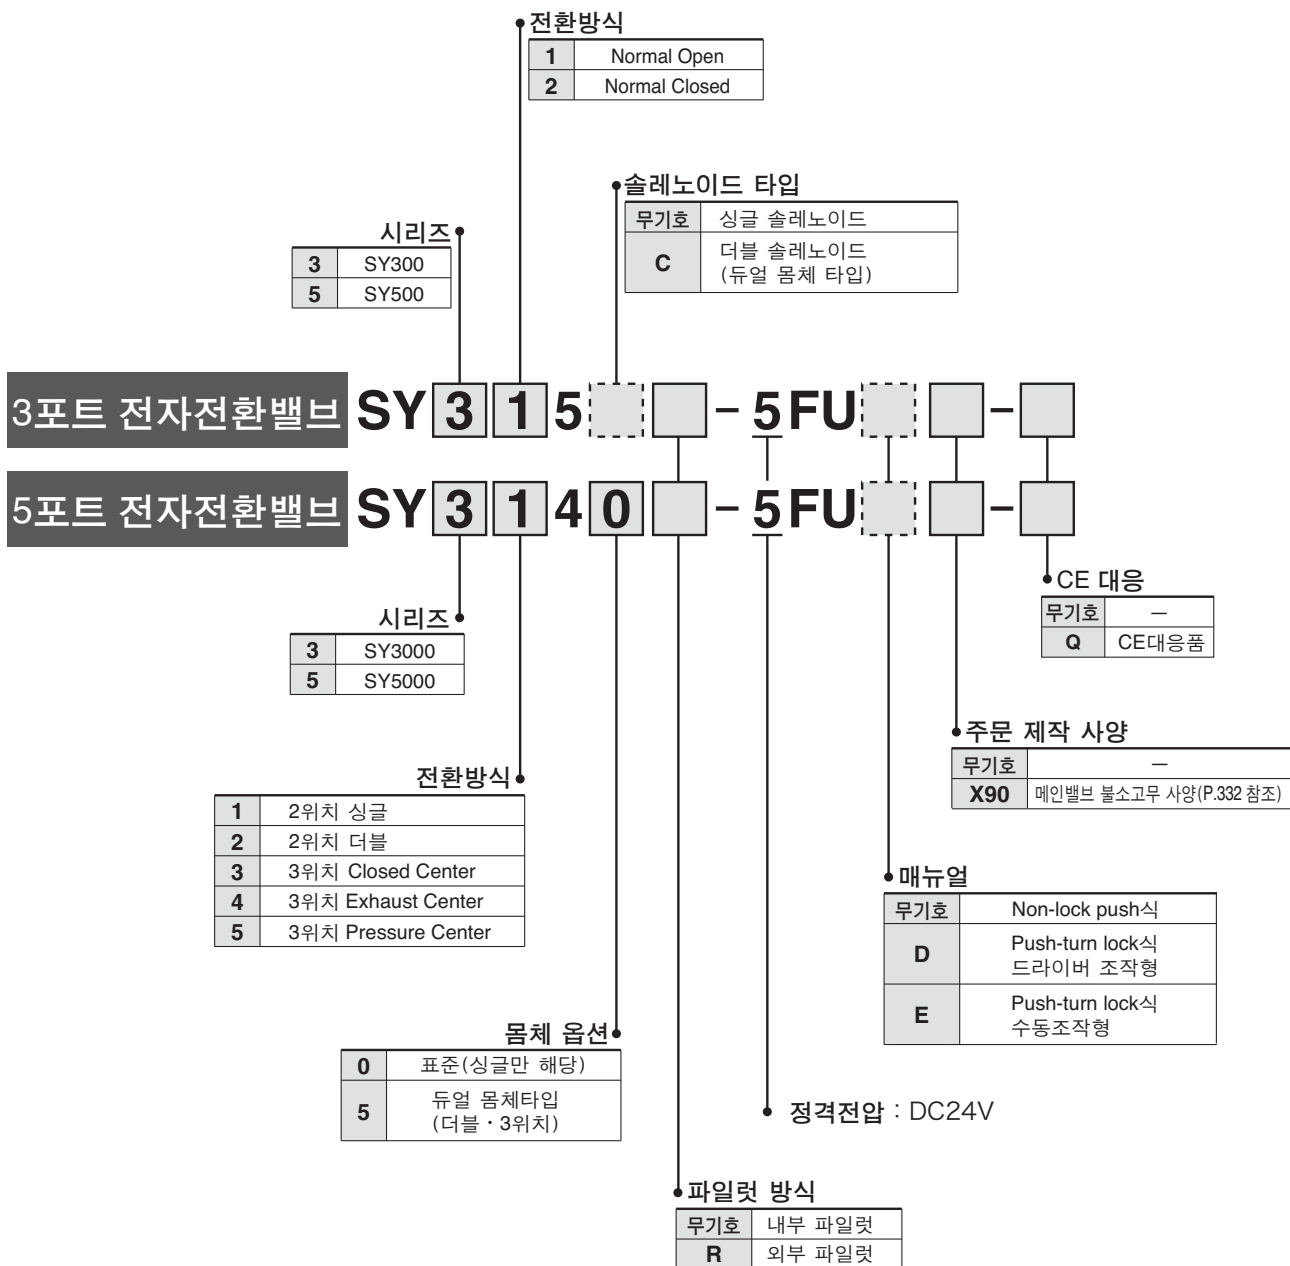 전환방식
1 Normal Open
2 Normal Closed
솔레노이드 타입
무기호 싱글 솔레노이드
C 더블 솔레노이드
(듀얼 몸체 타입)
시리즈
3 SY300
5 SY500
3포트 전자전환밸브 SY 3 1 5 - 5 FU -
5포트 전자전환밸브 SY 3 1 4 0 - 5 FU -
CE 대응
무기호 —
Q CE대응품
시리즈
3 SY3000
5 SY5000
주문 제작 사양
무기호 —
X90 메인밸브 불소고무 사양(P.332 참조)
전환방식
1 2위치 싱글
2 2위치 더블
3 3위치 Closed Center
4 3위치 Exhaust Center
5 3위치 Pressure Center
매뉴얼
무기호 Non-lock push식
D Push-turn lock식
드라이버 조작형
E Push-turn lock식
수동조작형
몸체 옵션
0 표준(싱글만 해당)
5 듀얼 몸체타입
(더블・3위치)
정격전압 : DC24V
파일럿 방식
무기호 내부 파일럿
R 외부 파일럿